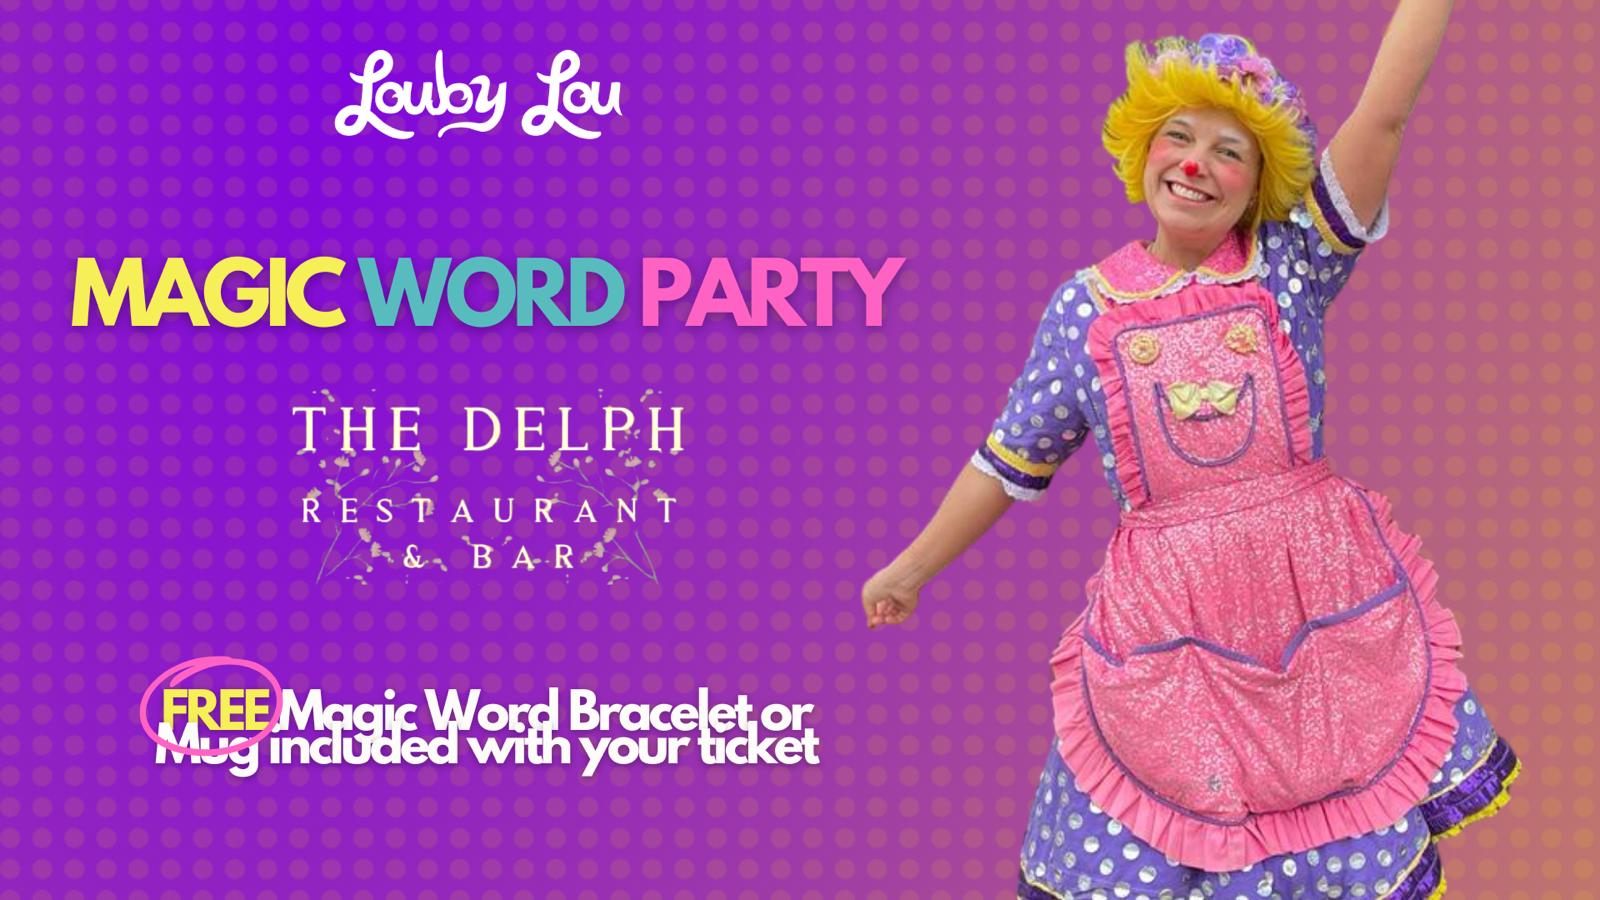 Louby Lou
MAGIC WORD PARTY
THE DELPH
RESTAURANT
& BAR
FREE Magic Word Bracelet or
Mug included with your ticket